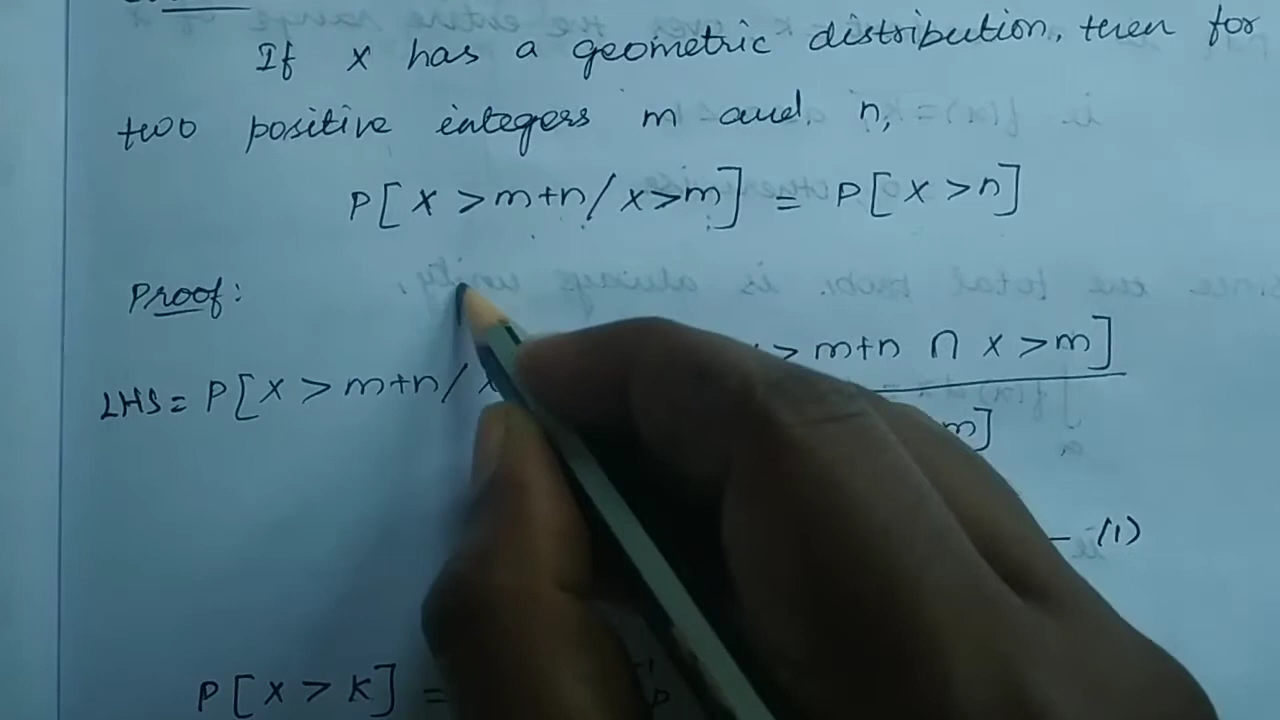 If x has a geometric distribution, then for
two positive integers m and n,
P[x > m+n / x > m] = P[x > n]
Proof:
LHS = P[x > m+n / x
> m+n ∩ x > m]
m]
— (1)
P[x > k] =